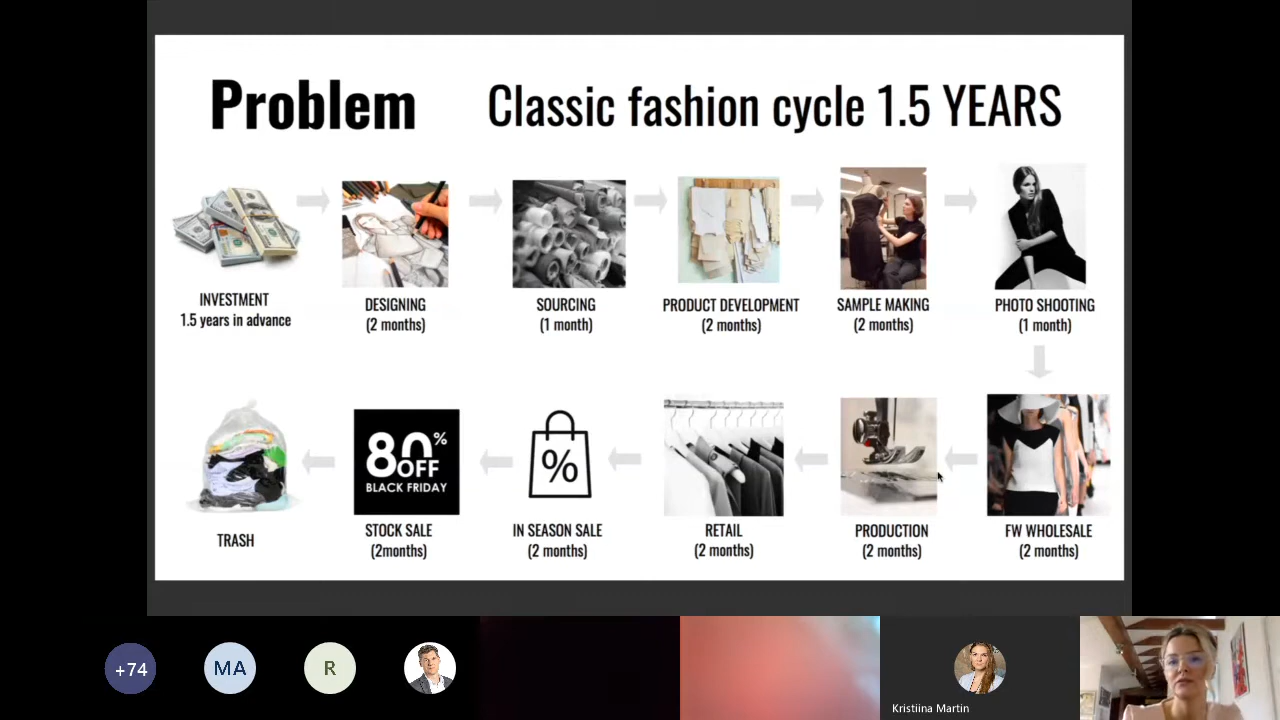 Problem
Classic fashion cycle 1.5 YEARS
INVESTMENT
1.5 years in advance
DESIGNING
(2 months)
SOURCING
(1 month)
PRODUCT DEVELOPMENT
(2 months)
SAMPLE MAKING
(2 months)
PHOTO SHOOTING
(1 month)
TRASH
80%
OFF
BLACK FRIDAY
STOCK SALE
(2months)
%
IN SEASON SALE
(2 months)
RETAIL
(2 months)
PRODUCTION
(2 months)
FW WHOLESALE
(2 months)
+74
MA
R
Kristiina Martin